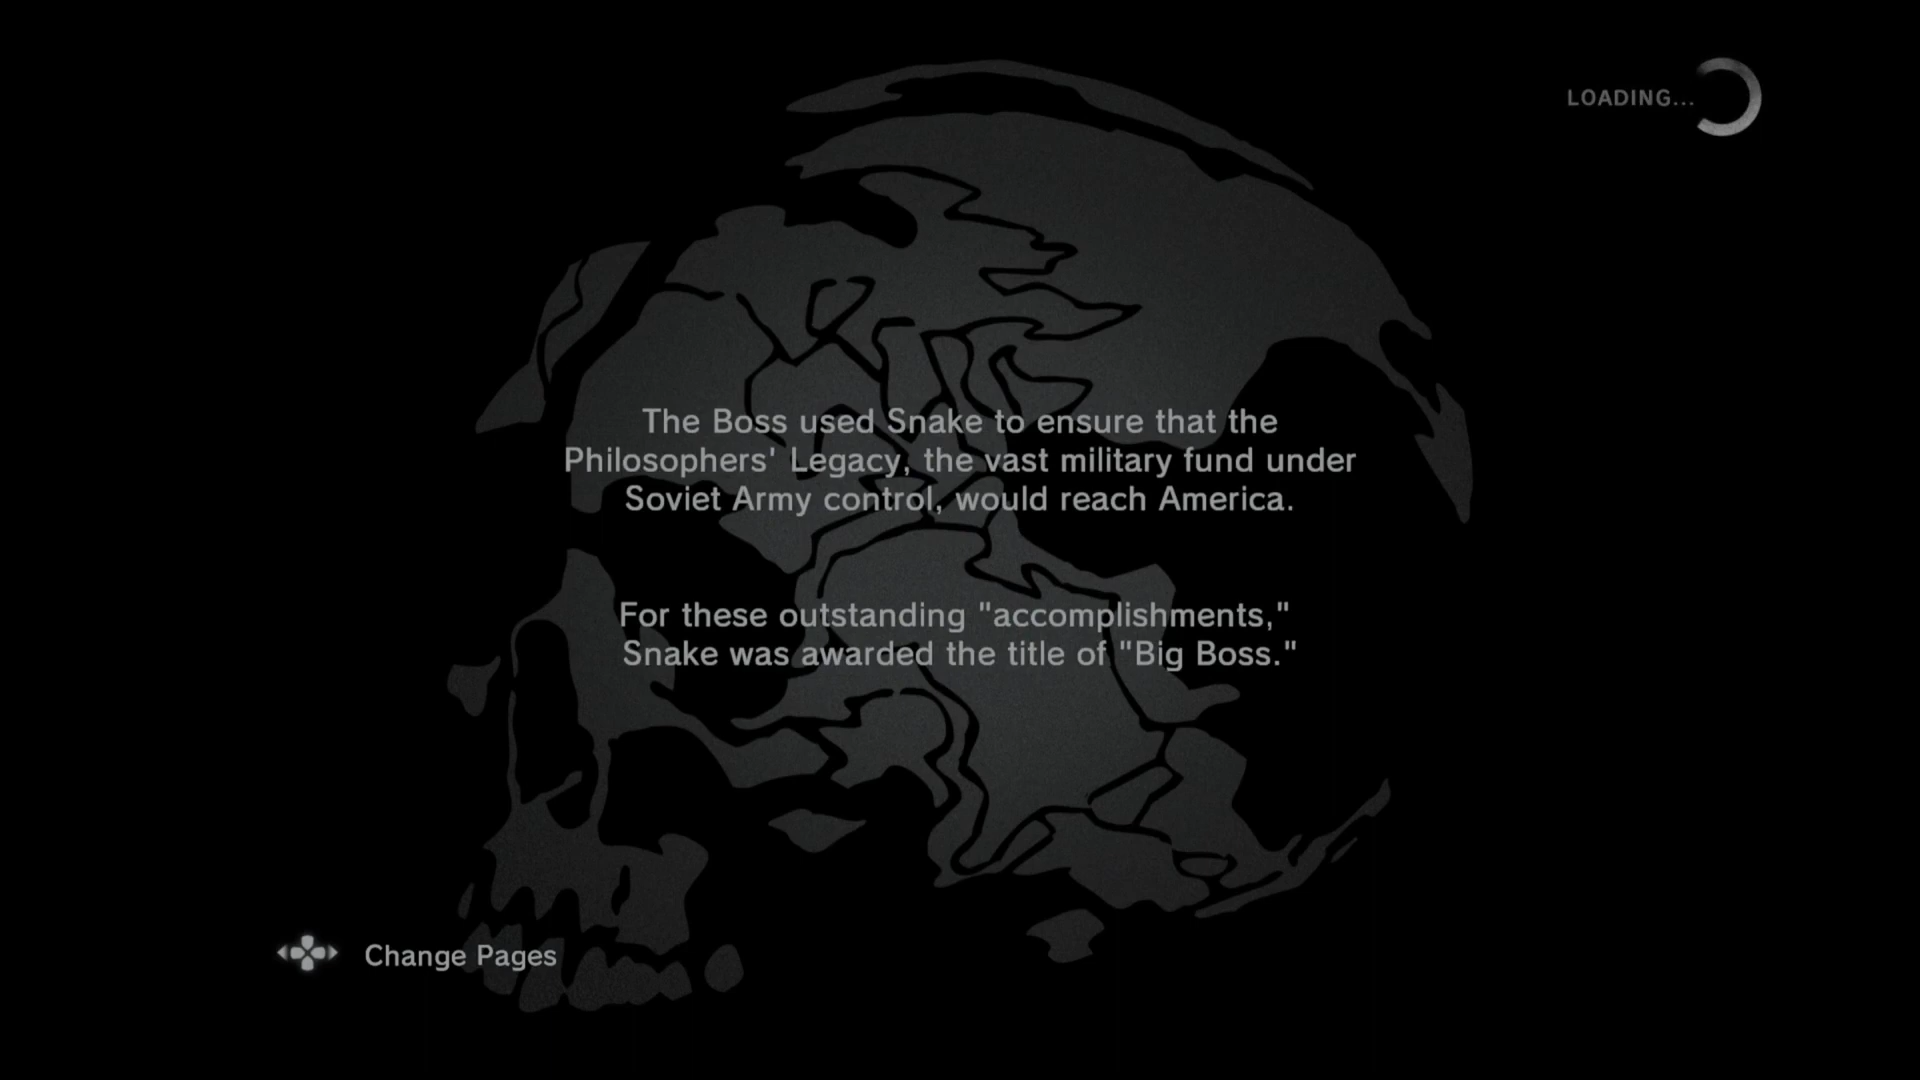 LOADING...
The Boss used Snake to ensure that the
Philosophers' Legacy, the vast military fund under
Soviet Army control, would reach America.
For these outstanding "accomplishments,"
Snake was awarded the title of "Big Boss."
Change Pages